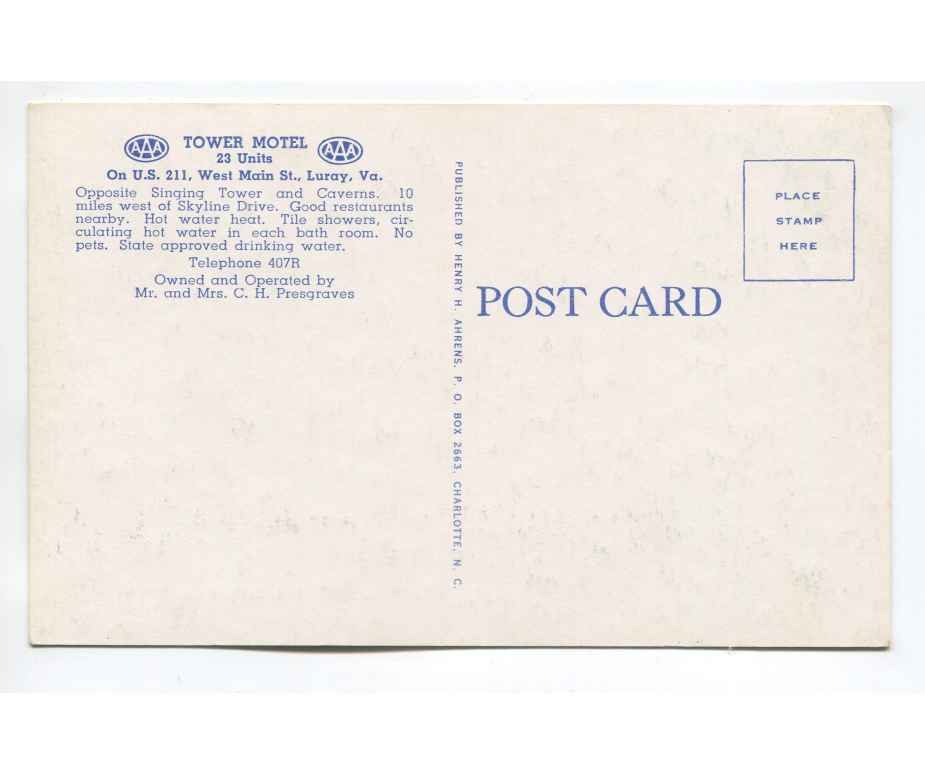 AAA TOWER MOTEL AAA
23 Units
On U.S. 211, West Main St., Luray, Va.
Opposite Singing Tower and Caverns. 10
miles west of Skyline Drive. Good restaurants
nearby. Hot water heat. Tile showers, cir-
culating hot water in each bath room. No
pets. State approved drinking water.
Telephone 407R
Owned and Operated by
Mr. and Mrs. C. H. Presgraves
PUBLISHED BY HENRY H. AHRENS, P. O. BOX 2663, CHARLOTTE, N. C.
POST CARD
PLACE
STAMP
HERE